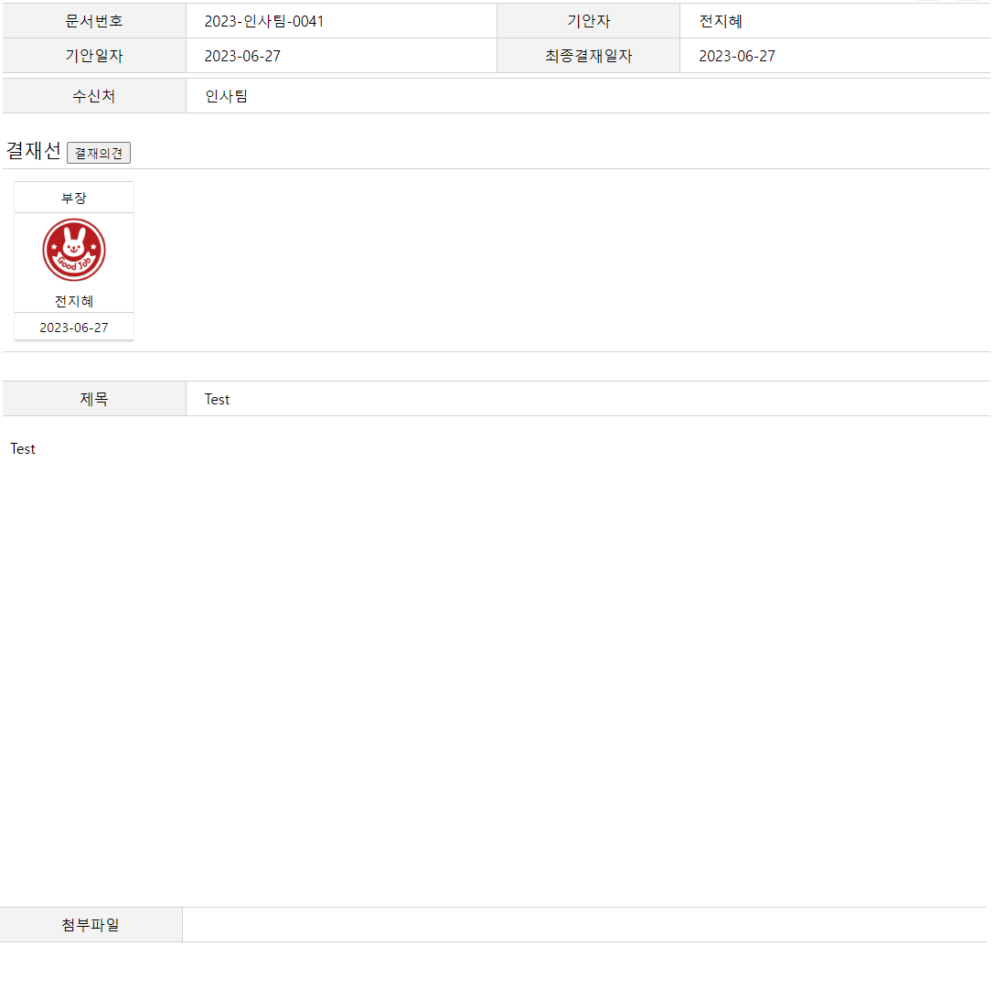 문서번호 2023-인사팀-0041 기안자 전지혜
기안일자 2023-06-27 최종결재일자 2023-06-27
수신처 인사팀
결재선 결재의견
부장
Good Job
전지혜
2023-06-27
제목 Test
Test
첨부파일